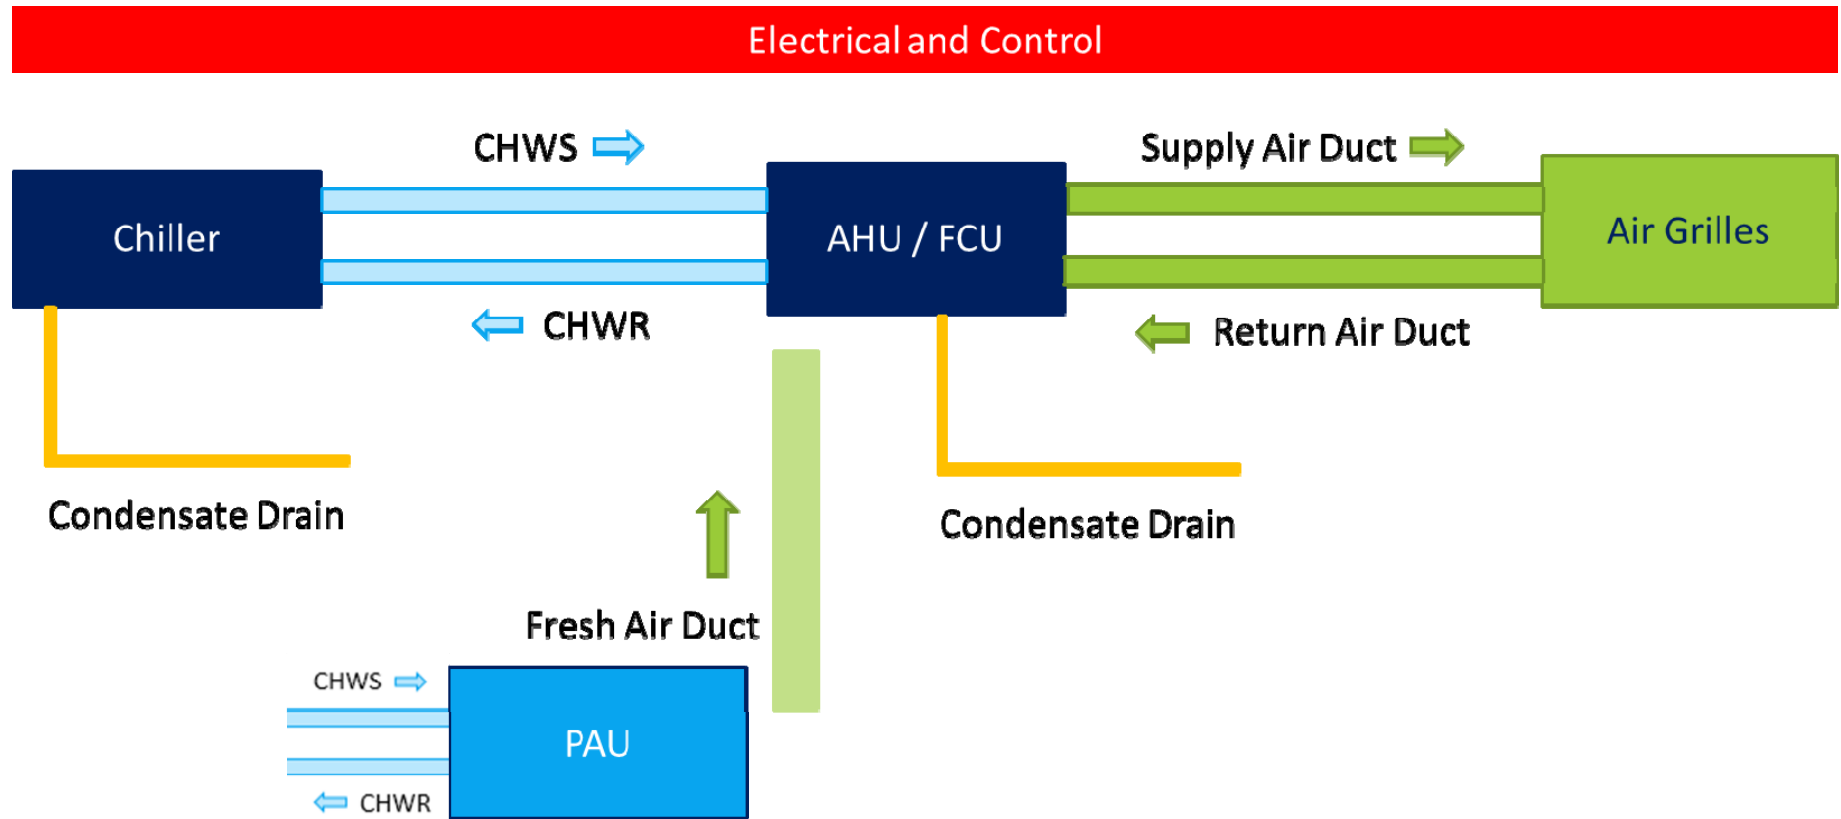 Electrical and Control
CHWS
Supply Air Duct
Chiller
AHU / FCU
Air Grilles
CHWR
Return Air Duct
Condensate Drain
Condensate Drain
Fresh Air Duct
CHWS
PAU
CHWR